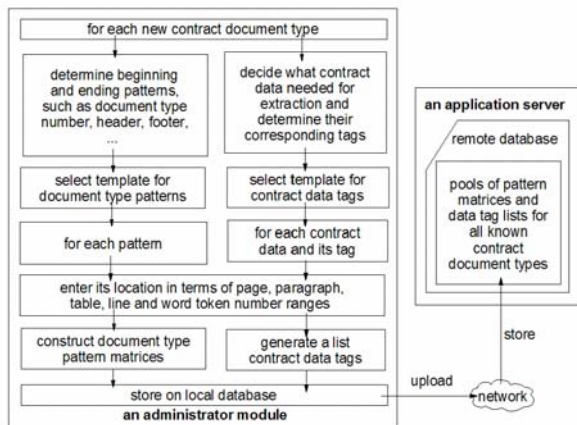 for each new contract document type
determine beginning
and ending patterns,
such as document type
number, header, footer,
...
decide what contract
data needed for
extraction and
determine their
corresponding tags
select template for
document type patterns
select template for
contract data tags
for each pattern
for each contract
data and its tag
enter its location in terms of page, paragraph,
table, line and word token number ranges
construct document type
pattern matrices
generate a list
contract data tags
store on local database
an administrator module
upload
network
store
an application server
remote database
pools of pattern
matrices and
data tag lists for
all known
contract
document types